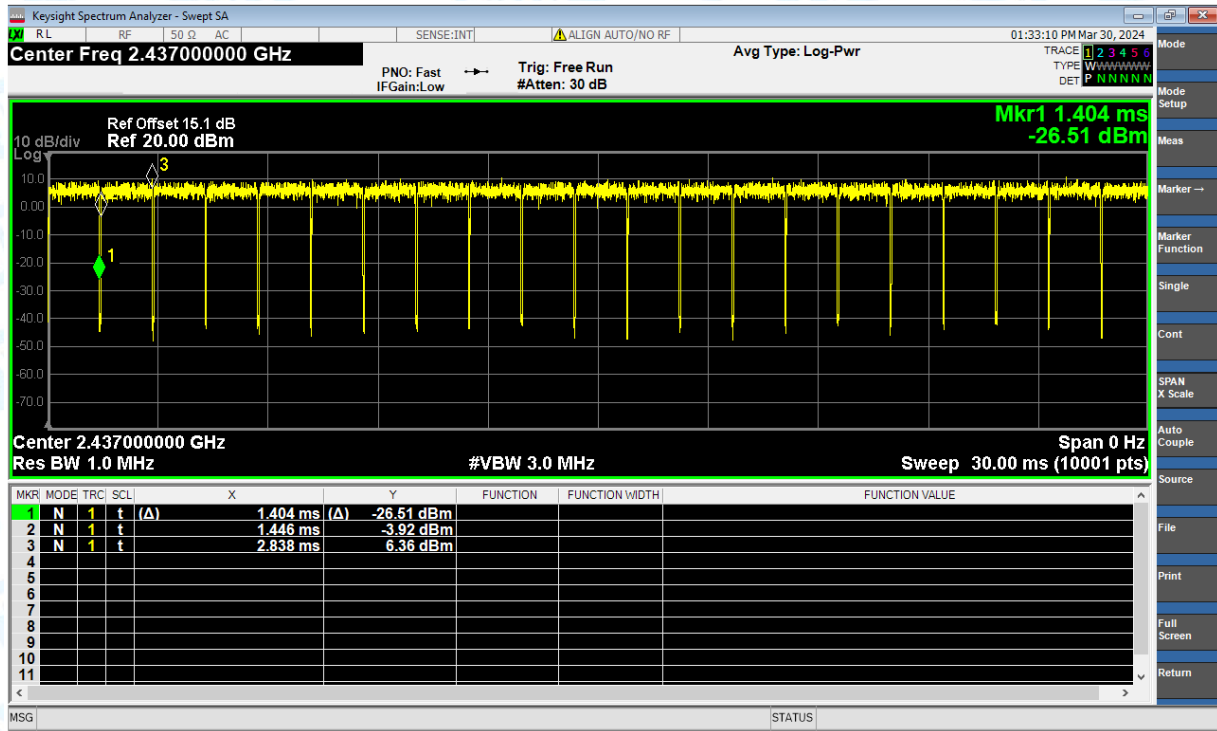 Keysight Spectrum Analyzer - Swept SA
LXI RL RF 50 Ω AC SENSE:INT ALIGN AUTO/NO RF 01:33:10 PM Mar 30, 2024
Center Freq 2.437000000 GHz
PNO: Fast
IFGain:Low
Trig: Free Run
#Atten: 30 dB
Avg Type: Log-Pwr
TRACE 1 2 3 4 5 6
TYPE W W W W W W
DET P N N N N N
Mkr1 1.404 ms
-26.51 dBm
Ref Offset 15.1 dB
10 dB/div Ref 20.00 dBm
Log
3
10.0
0.00
-10.0
1
-20.0
-30.0
-40.0
-50.0
-60.0
-70.0
Center 2.437000000 GHz Span 0 Hz
Res BW 1.0 MHz #VBW 3.0 MHz Sweep 30.00 ms (10001 pts)
MKR MODE TRC SCL X Y FUNCTION FUNCTION WIDTH FUNCTION VALUE
1 N 1 t (Δ) 1.404 ms (Δ) -26.51 dBm
2 N 1 t 1.446 ms -3.92 dBm
3 N 1 t 2.838 ms 6.36 dBm
4
5
6
7
8
9
10
11
MSG STATUS
Mode
Mode
Setup
Meas
Marker →
Marker
Function
Single
Cont
SPAN
X Scale
Auto
Couple
Source
File
Print
Full
Screen
Return